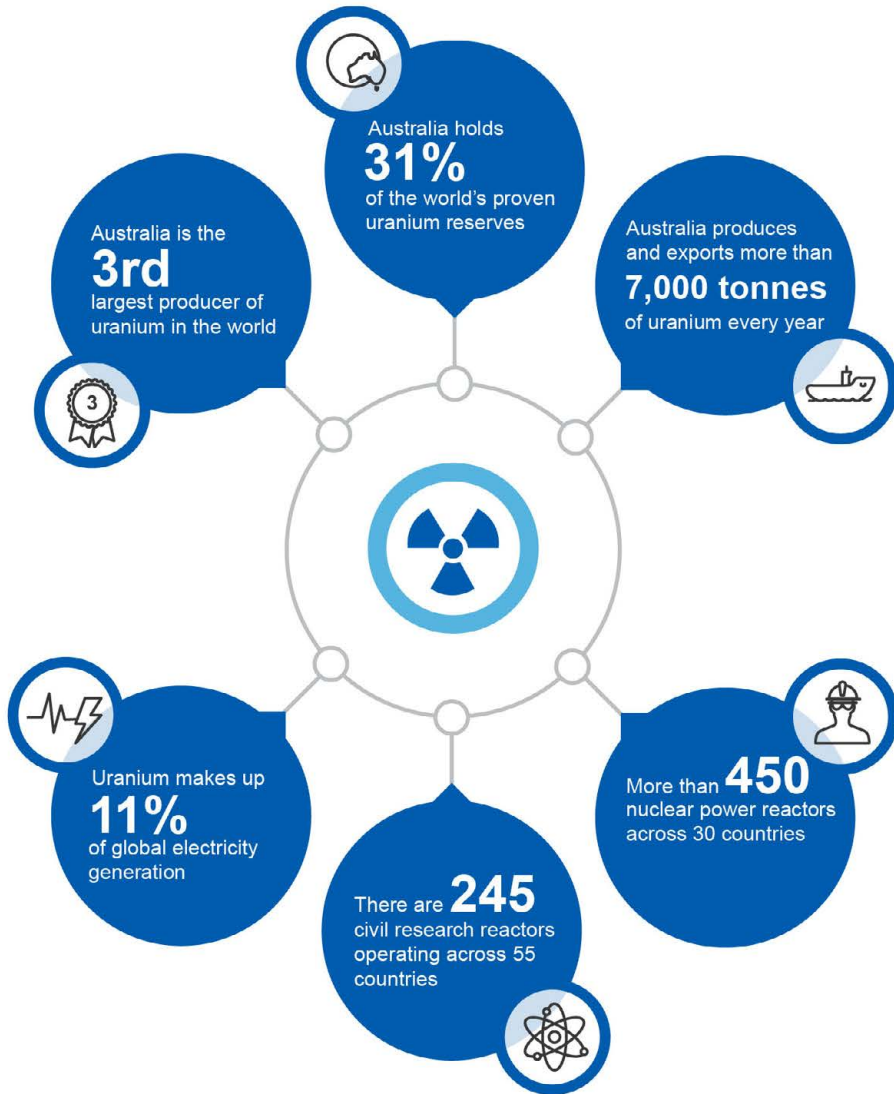 Australia holds
31%
of the world's proven
uranium reserves
Australia is the
3rd
largest producer of
uranium in the world
3
Australia produces
and exports more than
7,000 tonnes
of uranium every year
Uranium makes up
11%
of global electricity
generation
There are 245
civil research reactors
operating across 55
countries
More than 450
nuclear power reactors
across 30 countries